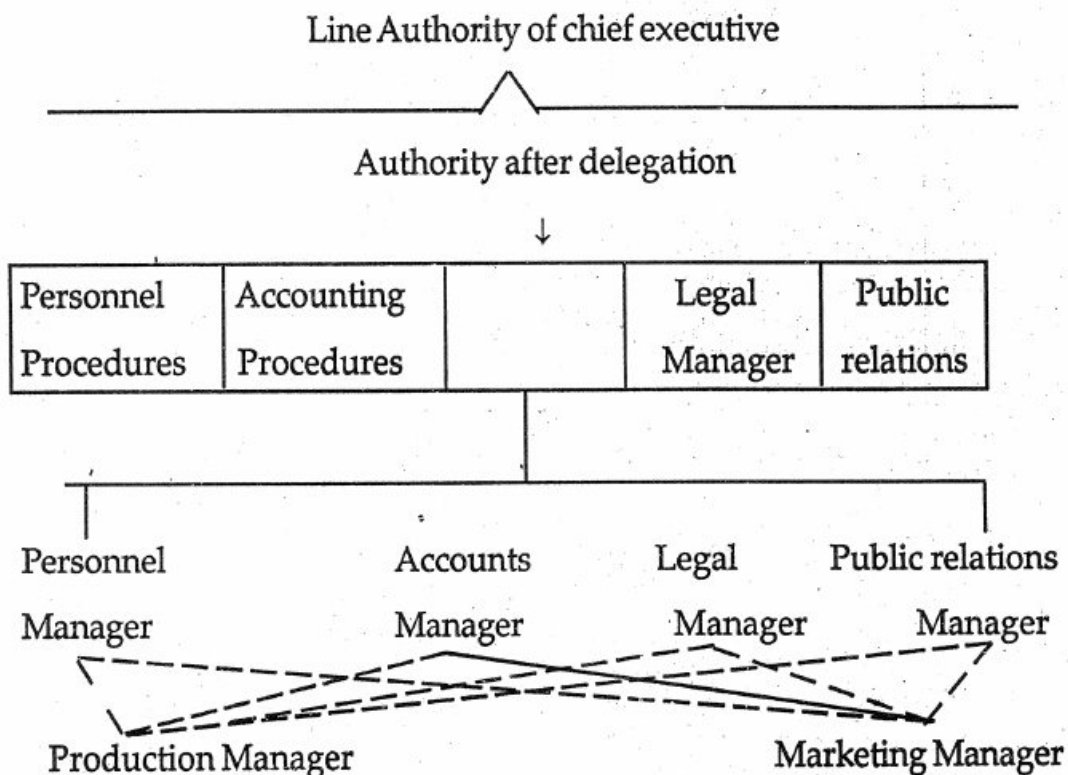 Line Authority of chief executive
Authority after delegation
↓
Personnel Accounting Legal Public
Procedures Procedures Manager relations
Personnel Accounts Legal Public relations
Manager Manager Manager Manager
Production Manager Marketing Manager